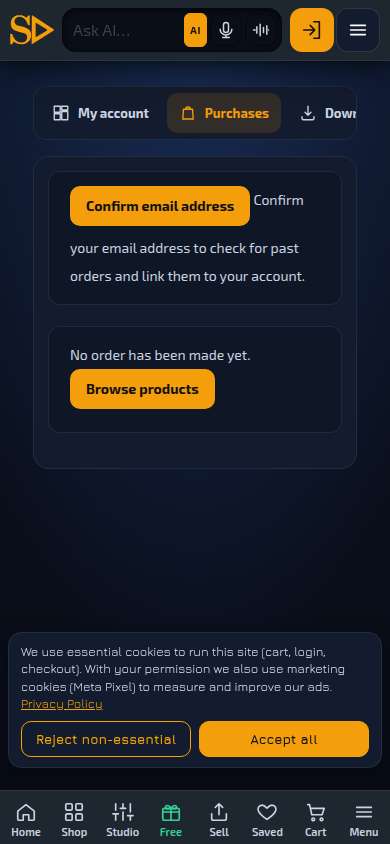 S
Ask AI...
AI
My account
Purchases
Confirm email address Confirm
your email address to check for past
orders and link them to your account.
No order has been made yet.
Browse products
We use essential cookies to run this site (cart, login,
checkout). With your permission we also use marketing
cookies (Meta Pixel) to measure and improve our ads.
Privacy Policy
Reject non-essential
Accept all
Home
Shop
Studio
Free
Sell
Saved
Cart
Menu